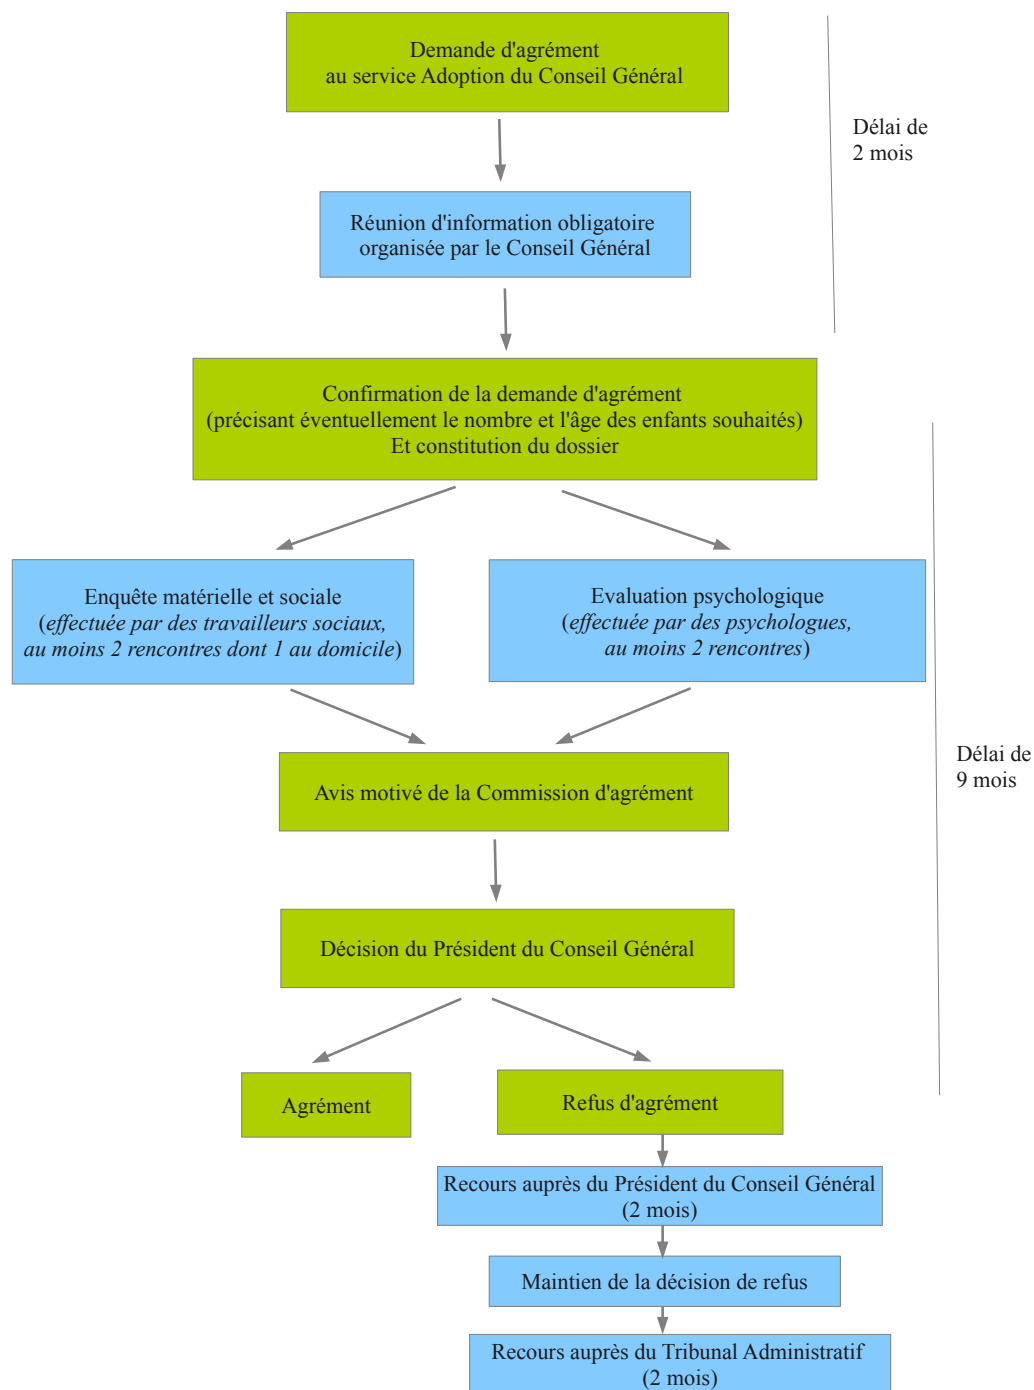 Demande d'agrément
au service Adoption du Conseil Général
Délai de
2 mois
Réunion d'information obligatoire
organisée par le Conseil Général
Confirmation de la demande d'agrément
(précisant éventuellement le nombre et l'âge des enfants souhaités)
Et constitution du dossier
Enquête matérielle et sociale
(effectuée par des travailleurs sociaux,
au moins 2 rencontres dont 1 au domicile)
Evaluation psychologique
(effectuée par des psychologues,
au moins 2 rencontres)
Délai de
9 mois
Avis motivé de la Commission d'agrément
Décision du Président du Conseil Général
Agrément
Refus d'agrément
Recours auprès du Président du Conseil Général
(2 mois)
Maintien de la décision de refus
Recours auprès du Tribunal Administratif
(2 mois)